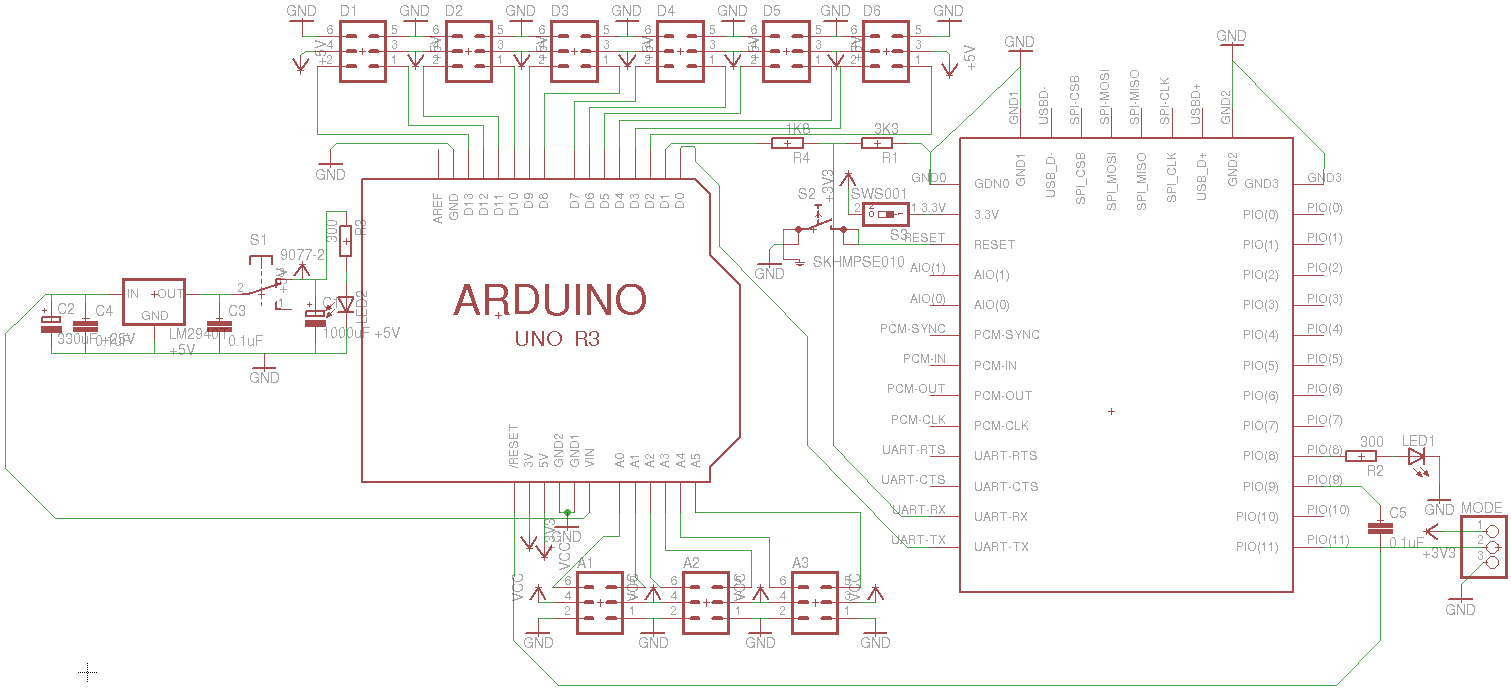 GND D1 GND D2 GND D3 GND D4 GND D5 GND D6 GND
6 5 6 5 6 5 6 5 6 5 6 5
4 3 4 3 4 3 4 3 4 3 4 3
2 1 2 1 2 1 2 1 2 1 2 1
+5V +5V
GND GND
GND1 USBD- SPI-CSB SPI-MOSI SPI-MISO SPI-CLK USBD+ GND2
GND1 USB_D- SPI_CSB SPI_MOSI SPI_MISO SPI_CLK USB_D+ GND2
1K8 3K3
R4 R1
GND
AREF GND D13 D12 D11 D10 D9 D8 D7 D6 D5 D4 D3 D2 D1 D0
GND0 GDN0 GND3 GND3
S2 +3V3 SWS001
2 1 3.3V 3.3V PIO(0) PIO(0)
S3
RESET RESET PIO(1) PIO(1)
GND SKHMPSE010
AIO(1) AIO(1) PIO(2) PIO(2)
AIO(0) AIO(0) PIO(3) PIO(3)
PCM-SYNC PCM-SYNC PIO(4) PIO(4)
PCM-IN PCM-IN PIO(5) PIO(5)
PCM-OUT PCM-OUT PIO(6) PIO(6)
PCM-CLK PCM-CLK PIO(7) PIO(7)
UART-RTS UART-RTS PIO(8) PIO(8)
UART-CTS UART-CTS PIO(9) PIO(9)
UART-RX UART-RX PIO(10) PIO(10)
UART-TX UART-TX PIO(11) PIO(11)
300 LED1
R2
GND
C5
0.1uF
+3V3
MODE
1
2
3
GND
S1
9077-2
2
1
300 R3
LED2
C2 C4
330uF 25V
IN OUT
GND
LM2940
+5V
C3
0.1uF
1000uF +5V
GND
ARDUINO
UNO R3
/RESET 3V 5V GND2 GND1 VIN A0 A1 A2 A3 A4 A5
+3V3 VCC GND
A1 A2 A3
VCC VCC VCC VCC
6 5 6 5 6 5
4 3 4 3 4 3
2 1 2 1 2 1
GND GND GND GND